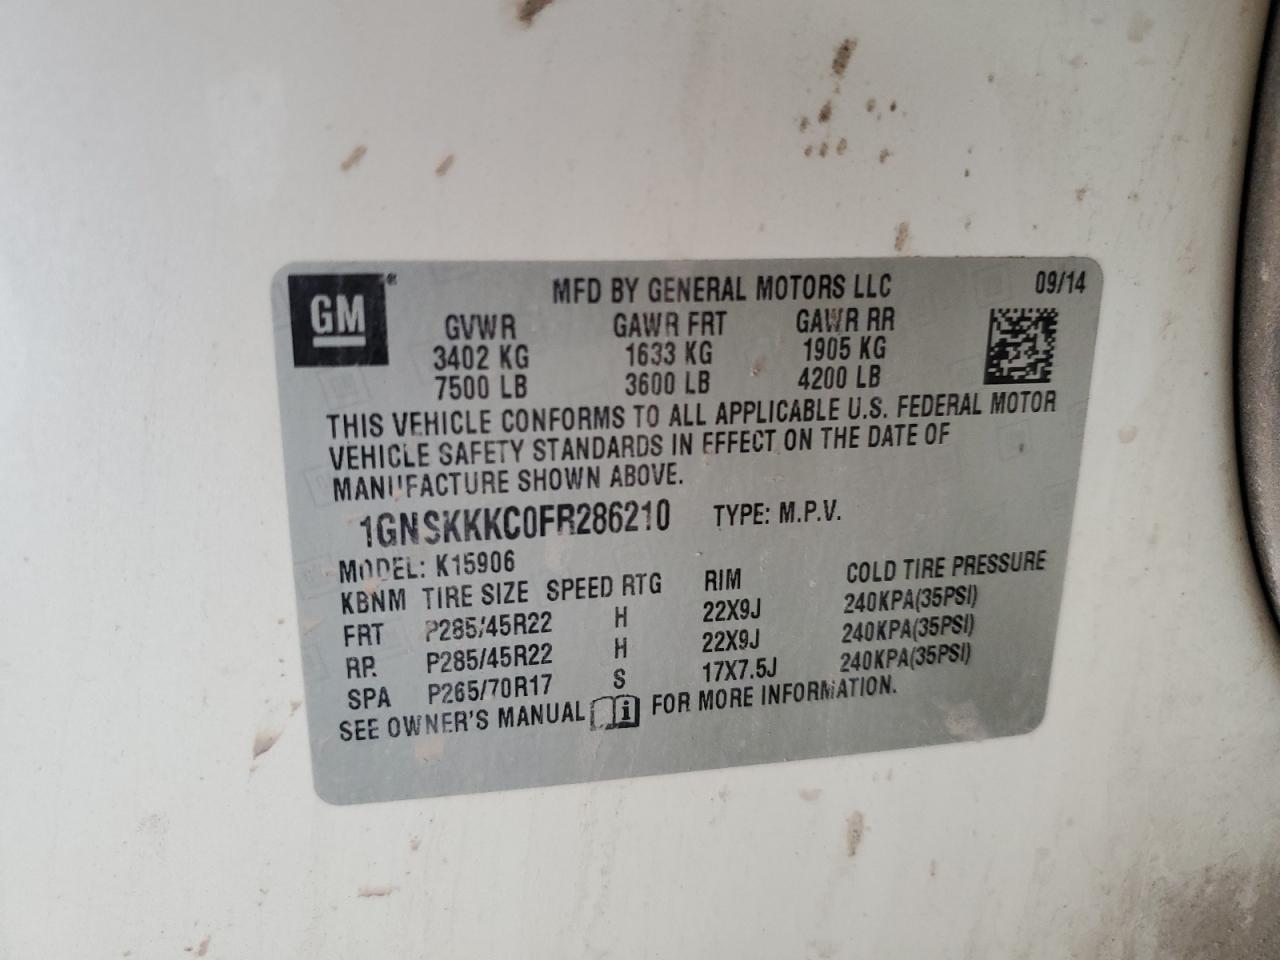 GM®
MFD BY GENERAL MOTORS LLC 09/14
GVWR GAWR FRT GAWR RR
3402 KG 1633 KG 1905 KG
7500 LB 3600 LB 4200 LB
THIS VEHICLE CONFORMS TO ALL APPLICABLE U.S. FEDERAL MOTOR
VEHICLE SAFETY STANDARDS IN EFFECT ON THE DATE OF
MANUFACTURE SHOWN ABOVE.
1GNSKKKC0FR286210 TYPE: M.P.V.
MODEL: K15906
KBNM TIRE SIZE SPEED RTG RIM COLD TIRE PRESSURE
FRT P285/45R22 H 22X9J 240KPA(35PSI)
RR P285/45R22 H 22X9J 240KPA(35PSI)
SPA P265/70R17 S 17X7.5J 240KPA(35PSI)
SEE OWNER'S MANUAL i FOR MORE INFORMATION.